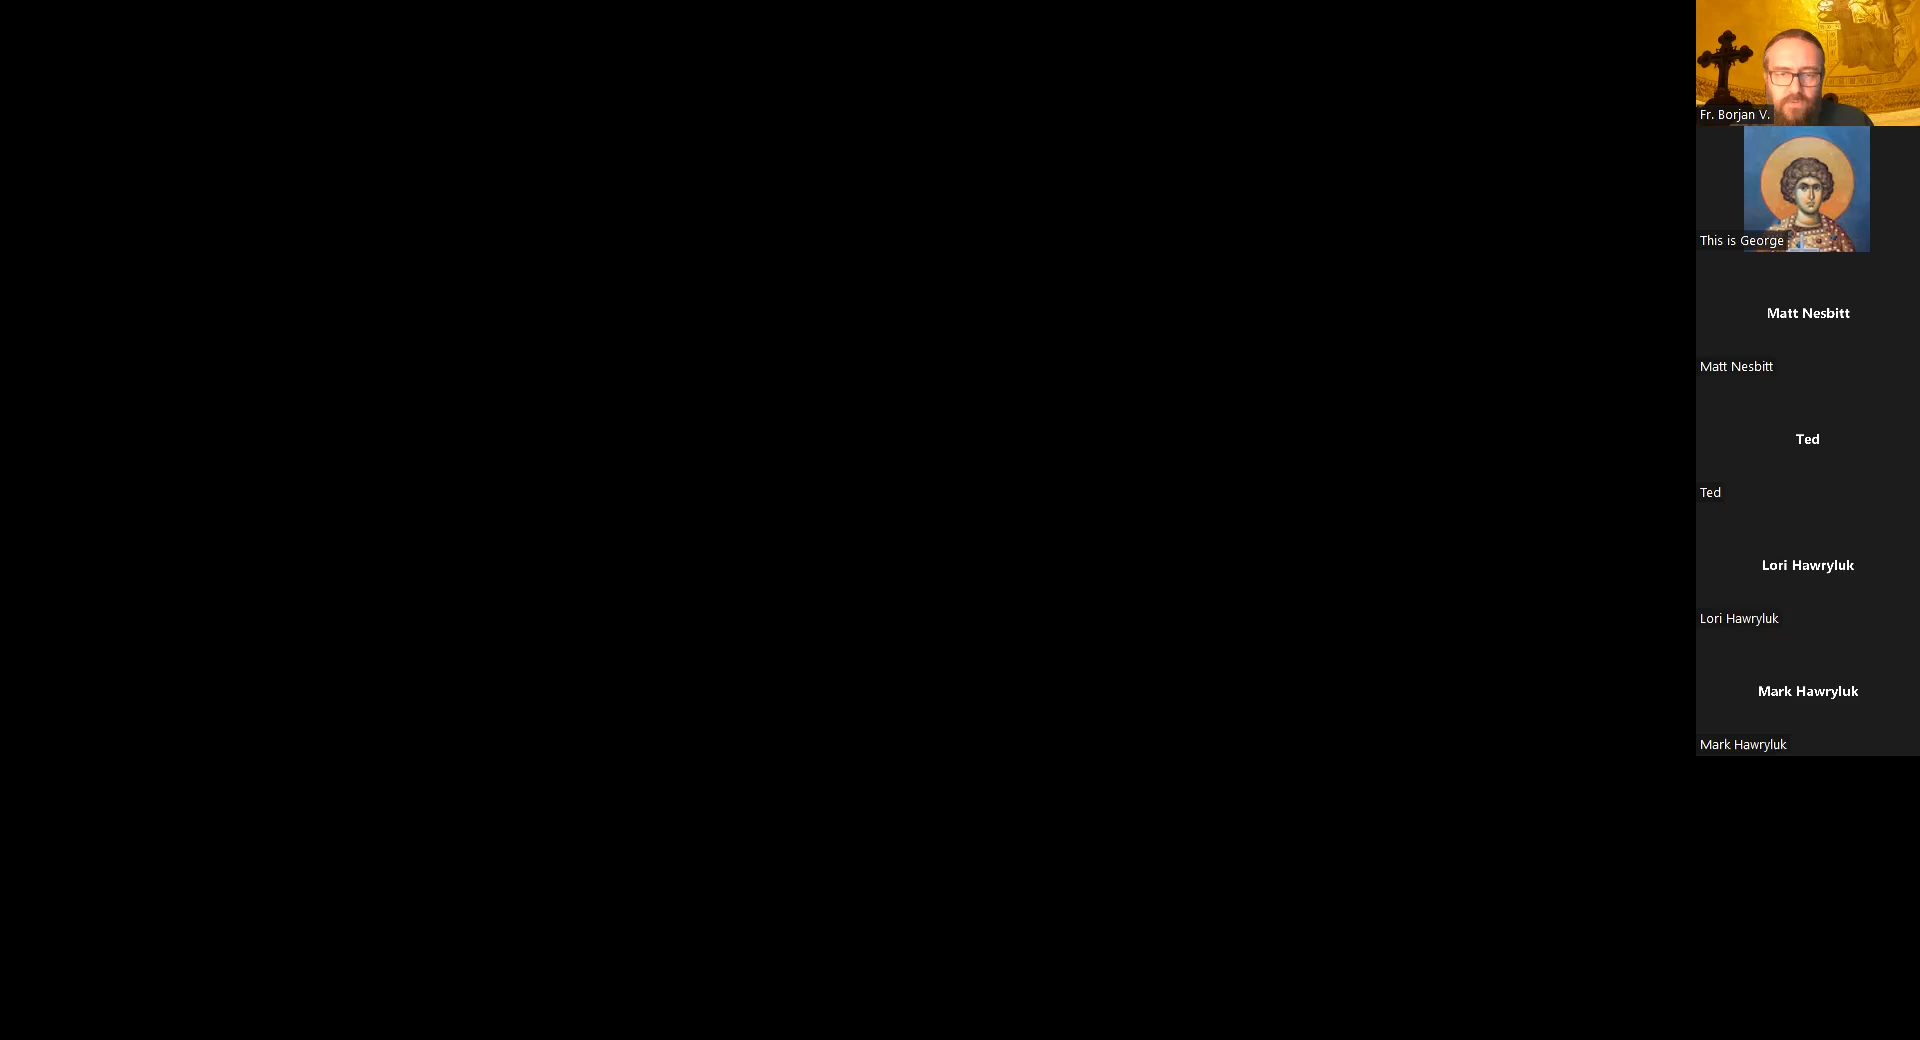 Fr. Borjan V.
This is George
Matt Nesbitt
Matt Nesbitt
Ted
Ted
Lori Hawryluk
Lori Hawryluk
Mark Hawryluk
Mark Hawryluk